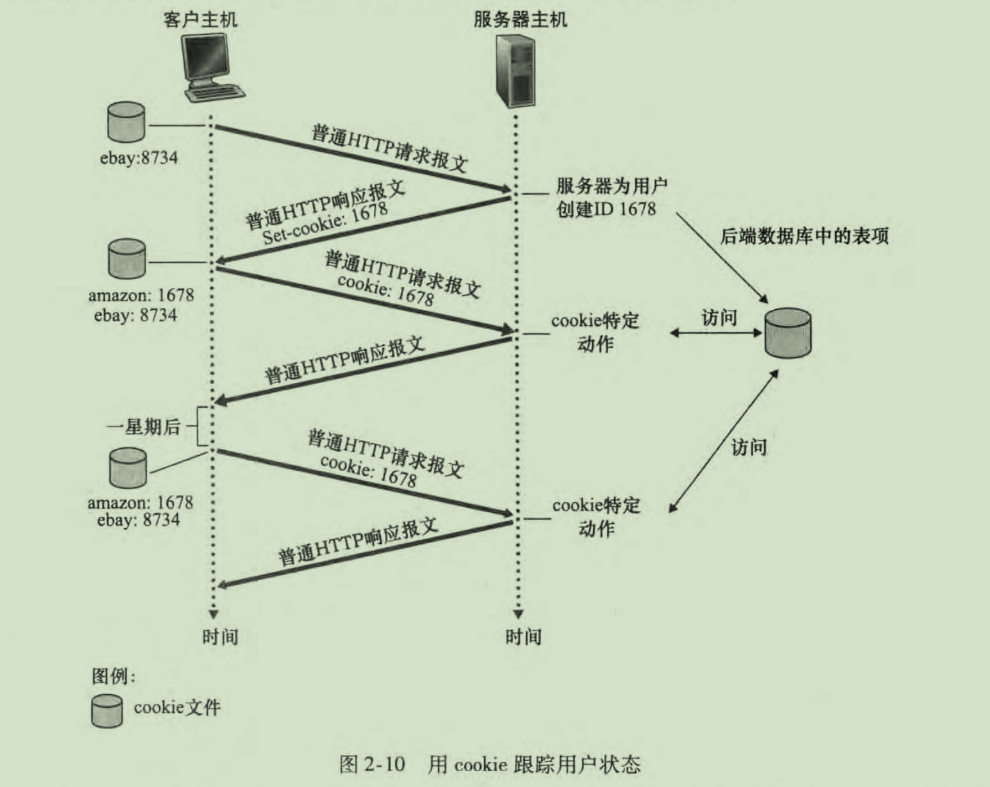 客户主机
服务器主机
普通HTTP请求报文
ebay:8734
服务器为用户
创建ID 1678
普通HTTP响应报文
Set-cookie: 1678
后端数据库中的表项
普通HTTP请求报文
cookie: 1678
amazon: 1678
ebay: 8734
cookie特定
动作
访问
普通HTTP响应报文
一星期后
普通HTTP请求报文
cookie: 1678
访问
amazon: 1678
ebay: 8734
cookie特定
动作
普通HTTP响应报文
时间
时间
图例：
cookie文件
图 2-10 用 cookie 跟踪用户状态